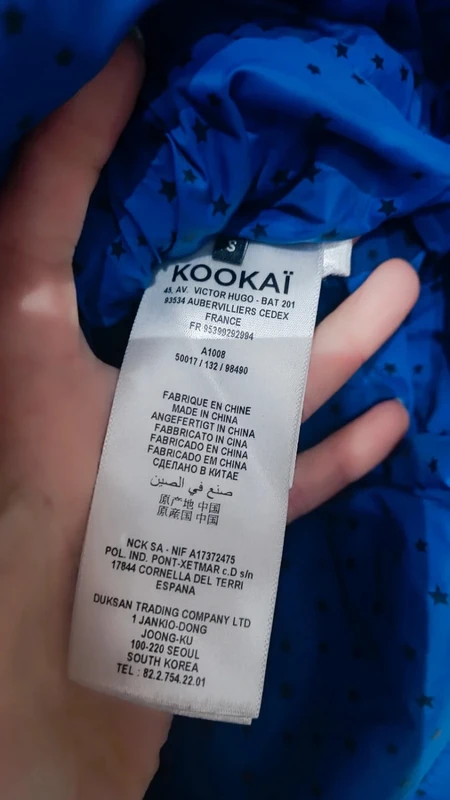 S
KOOKAÏ
45, AV. VICTOR HUGO - BAT 201
93534 AUBERVILLIERS CEDEX
FRANCE
FR 95399292994
A1008
50017 / 132 / 98490
FABRIQUE EN CHINE
MADE IN CHINA
ANGEFERTIGT IN CHINA
FABBRICATO IN CINA
FABRICADO EN CHINA
FABRICADO EM CHINA
СДЕЛАНО В КИТАЕ
صنع في الصين
原产地 中国
原産国 中国
NCK SA - NIF A17372475
POL. IND. PONT-XETMAR c.D s/n
17844 CORNELLA DEL TERRI
ESPANA
DUKSAN TRADING COMPANY LTD
1 JANKIO-DONG
JOONG-KU
100-220 SEOUL
SOUTH KOREA
TEL : 82.2.754.22.01